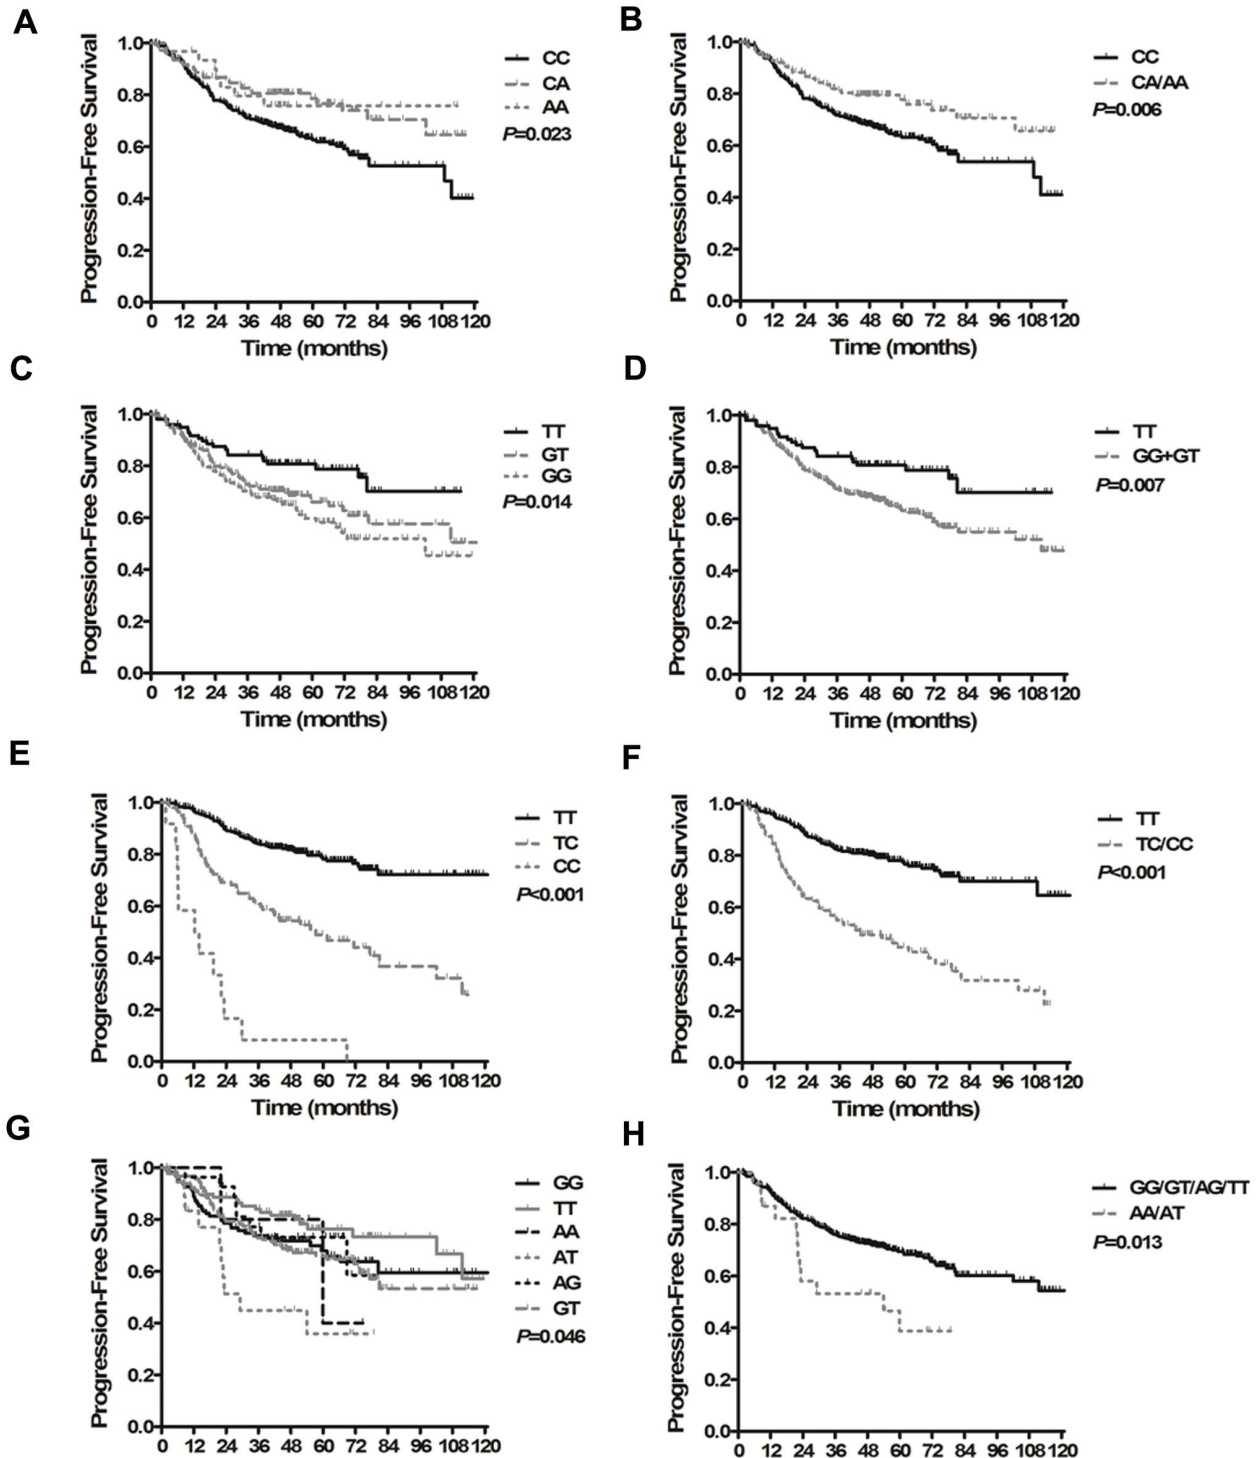 A
Progression-Free Survival
1.0
0.8
0.6
0.4
0.2
0.0
0 12 24 36 48 60 72 84 96 108 120
Time (months)
CC
CA
AA
P=0.023
B
Progression-Free Survival
1.0
0.8
0.6
0.4
0.2
0.0
0 12 24 36 48 60 72 84 96 108 120
Time (months)
CC
CA/AA
P=0.006
C
Progression-Free Survival
1.0
0.8
0.6
0.4
0.2
0.0
0 12 24 36 48 60 72 84 96 108 120
Time (months)
TT
GT
GG
P=0.014
D
Progression-Free Survival
1.0
0.8
0.6
0.4
0.2
0.0
0 12 24 36 48 60 72 84 96 108 120
Time (months)
TT
GG+GT
P=0.007
E
Progression-Free Survival
1.0
0.8
0.6
0.4
0.2
0.0
0 12 24 36 48 60 72 84 96 108 120
Time (months)
TT
TC
CC
P<0.001
F
Progression-Free Survival
1.0
0.8
0.6
0.4
0.2
0.0
0 12 24 36 48 60 72 84 96 108 120
Time (months)
TT
TC/CC
P<0.001
G
Progression-Free Survival
1.0
0.8
0.6
0.4
0.2
0.0
0 12 24 36 48 60 72 84 96 108 120
GG
TT
AA
AT
AG
GT
P=0.046
H
Progression-Free Survival
1.0
0.8
0.6
0.4
0.2
0.0
0 12 24 36 48 60 72 84 96 108 120
GG/GT/AG/TT
AA/AT
P=0.013